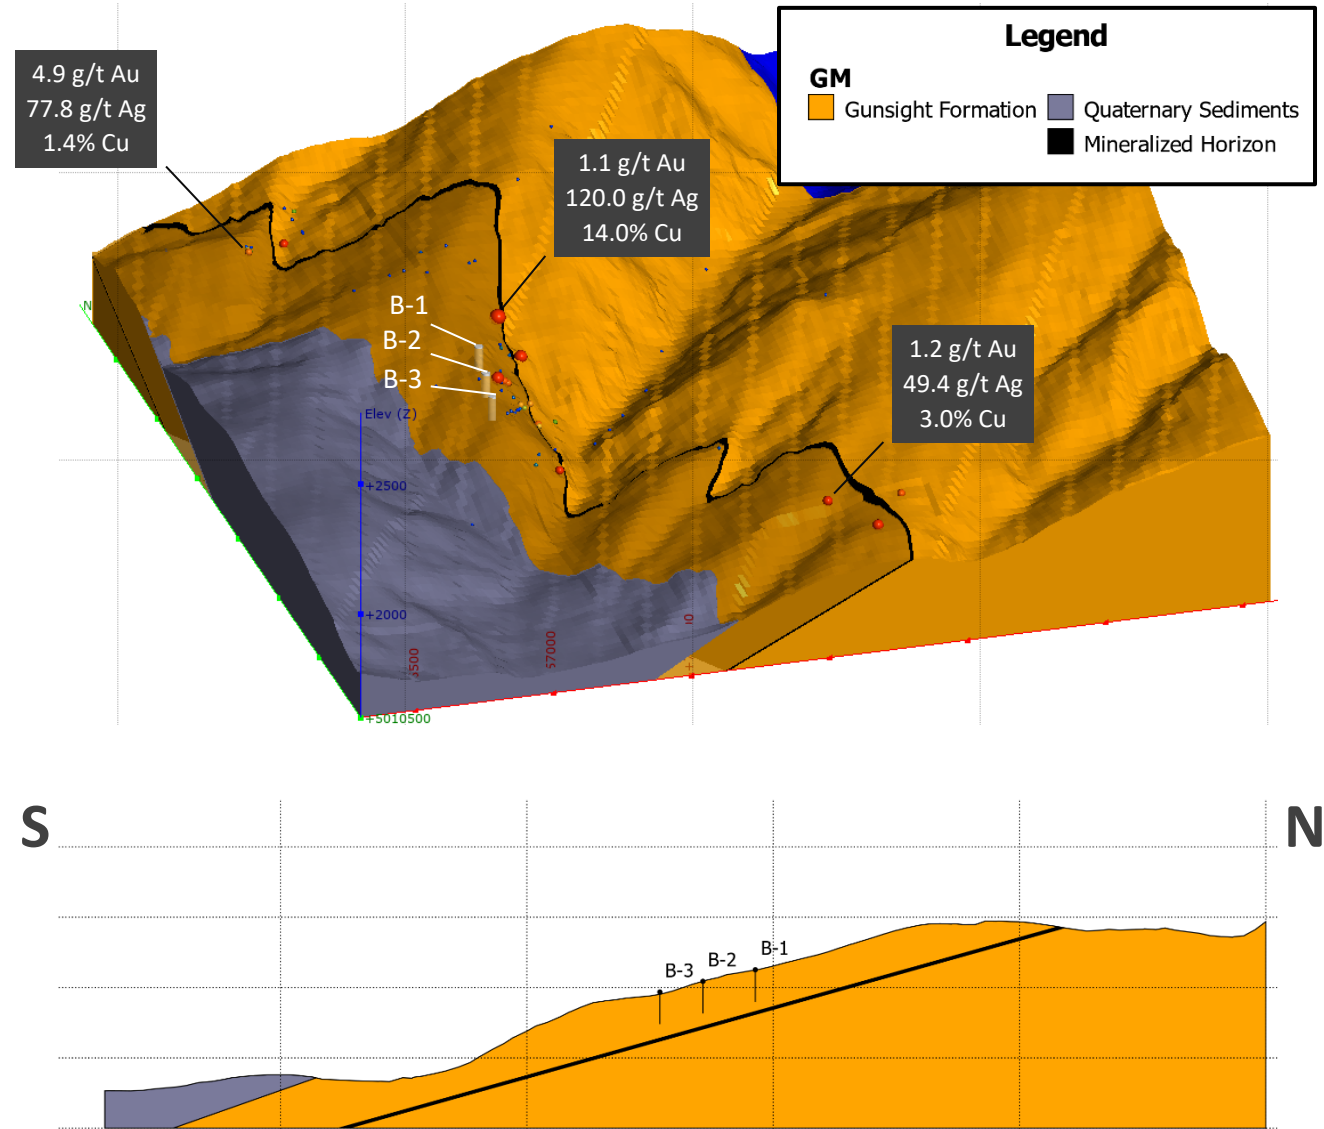 Legend
GM
Gunsight Formation
Quaternary Sediments
Mineralized Horizon
4.9 g/t Au
77.8 g/t Ag
1.4% Cu
1.1 g/t Au
120.0 g/t Ag
14.0% Cu
1.2 g/t Au
49.4 g/t Ag
3.0% Cu
N
B-1
B-2
B-3
Elev (Z)
+2500
+2000
57000
+5010500
S
N
B-3
B-2
B-1